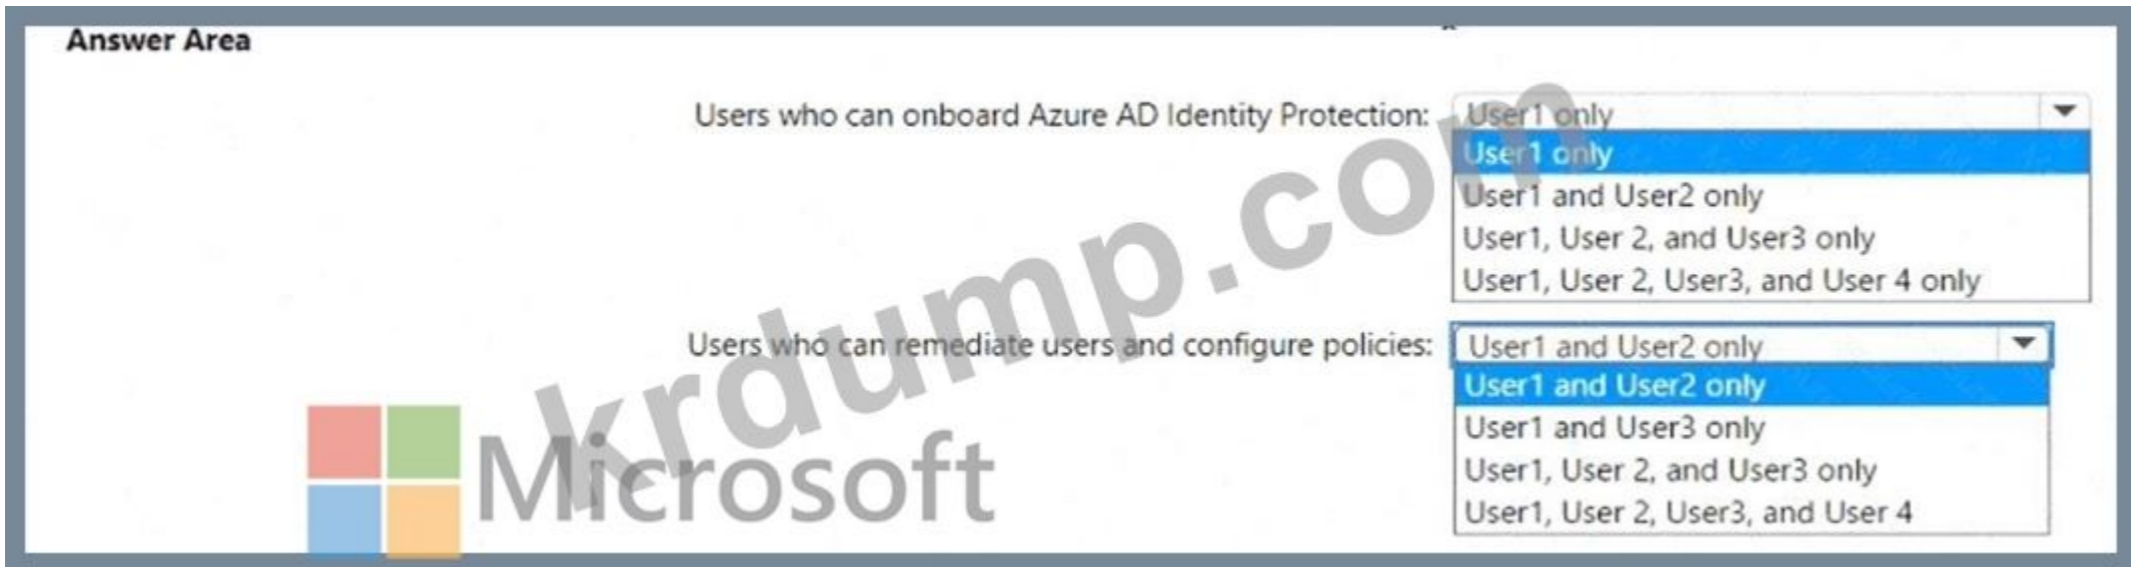 Answer Area
Users who can onboard Azure AD Identity Protection: User1 only
User1 only
User1 and User2 only
User1, User 2, and User3 only
User1, User 2, User3, and User 4 only
Users who can remediate users and configure policies: User1 and User2 only
User1 and User2 only
User1 and User3 only
User1, User 2, and User3 only
User1, User 2, User3, and User 4
krdump.com
Microsoft